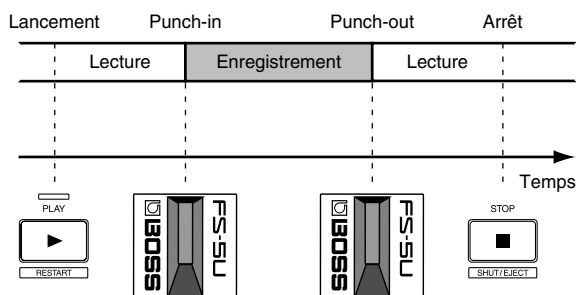 Lancement Punch-in Punch-out Arrêt
Lecture Enregistrement Lecture
Temps
PLAY
RESTART
BOSS FS-5U
BOSS FS-5U
STOP
SHUT/EJECT